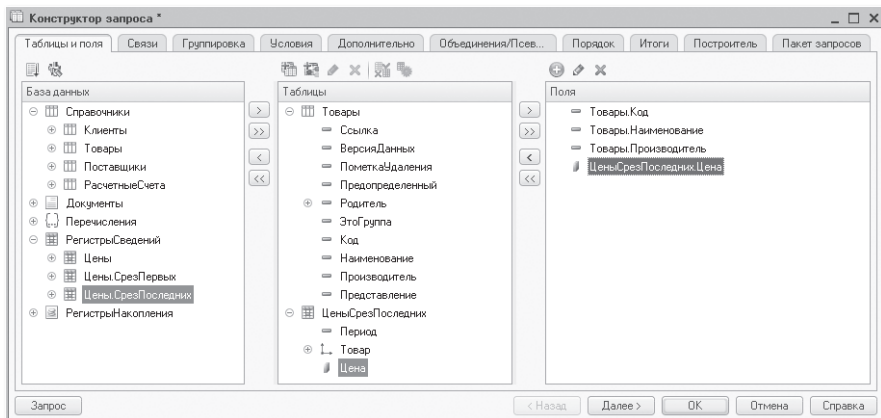 Конструктор запроса *
Таблицы и поля Связи Группировка Условия Дополнительно Объединения/Псев... Порядок Итоги Построитель Пакет запросов
База данных
Справочники
Клиенты
Товары
Поставщики
РасчетныеСчета
Документы
Перечисления
РегистрыСведений
Цены
Цены.СрезПервых
Цены.СрезПоследних
РегистрыНакопления
Таблицы
Товары
Ссылка
ВерсияДанных
ПометкаУдаления
Предопределенный
Родитель
ЭтоГруппа
Код
Наименование
Производитель
Представление
ЦеныСрезПоследних
Период
Товар
Цена
Поля
Товары.Код
Товары.Наименование
Товары.Производитель
ЦеныСрезПоследних.Цена
Запрос < Назад Далее > OK Отмена Справка